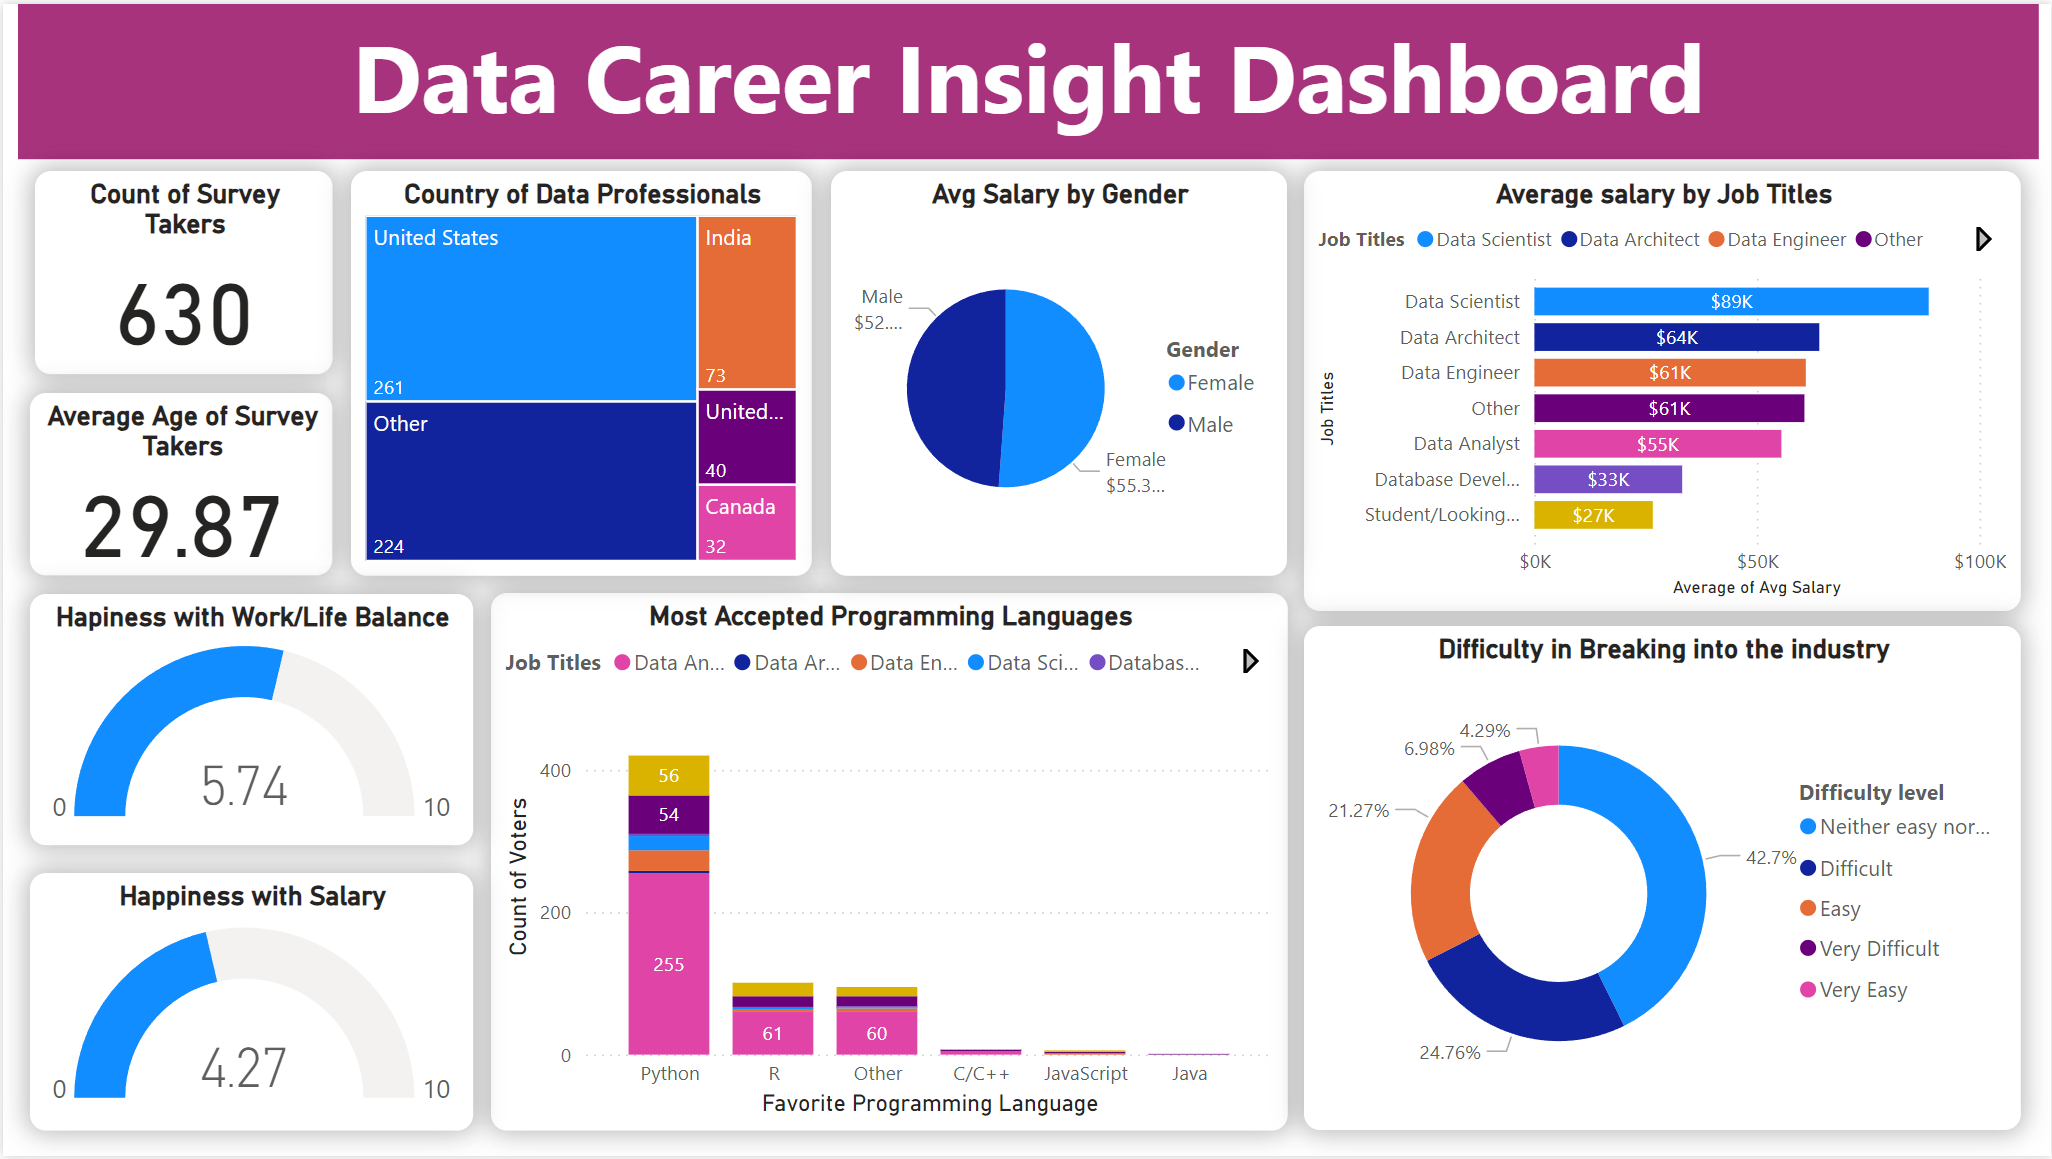 Data Career Insight Dashboard
Count of Survey
Takers
630
Average Age of Survey
Takers
29.87
Country of Data Professionals
United States
261
Other
224
India
73
United...
40
Canada
32
Avg Salary by Gender
Male
$52....
Female
$55.3...
Gender
Female
Male
Average salary by Job Titles
Job Titles Data Scientist Data Architect Data Engineer Other
Job Titles
Data Scientist $89K
Data Architect $64K
Data Engineer $61K
Other $61K
Data Analyst $55K
Database Devel... $33K
Student/Looking... $27K
$0K $50K $100K
Average of Avg Salary
Hapiness with Work/Life Balance
5.74
0 10
Happiness with Salary
4.27
0 10
Most Accepted Programming Languages
Job Titles Data An... Data Ar... Data En... Data Sci... Databas...
Count of Voters
400
200
0
56
54
255
61
60
Python R Other C/C++ JavaScript Java
Favorite Programming Language
Difficulty in Breaking into the industry
4.29%
6.98%
21.27%
42.7%
24.76%
Difficulty level
Neither easy nor...
Difficult
Easy
Very Difficult
Very Easy